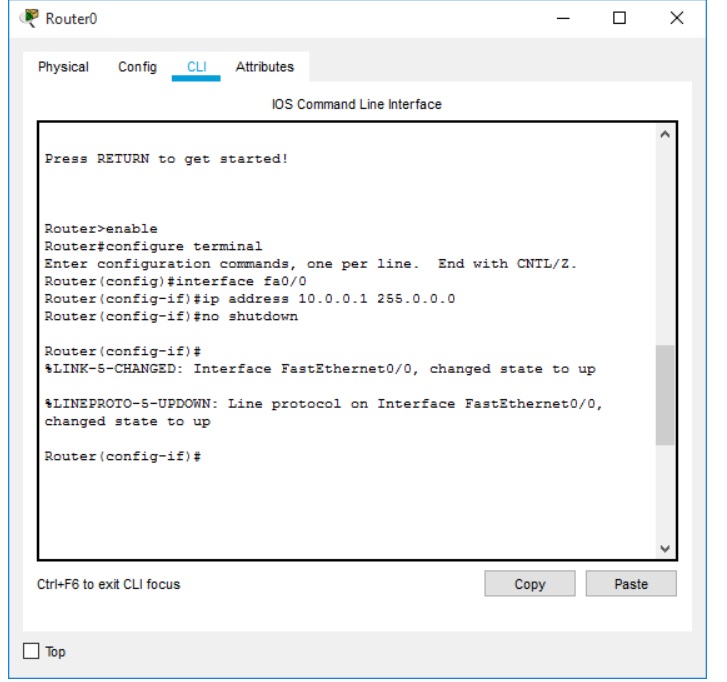 Router0
Physical Config CLI Attributes
IOS Command Line Interface
Press RETURN to get started!
Router>enable
Router#configure terminal
Enter configuration commands, one per line.  End with CNTL/Z.
Router(config)#interface fa0/0
Router(config-if)#ip address 10.0.0.1 255.0.0.0
Router(config-if)#no shutdown
Router(config-if)#
%LINK-5-CHANGED: Interface FastEthernet0/0, changed state to up
%LINEPROTO-5-UPDOWN: Line protocol on Interface FastEthernet0/0,
changed state to up
Router(config-if)#
Ctrl+F6 to exit CLI focus Copy Paste
Top